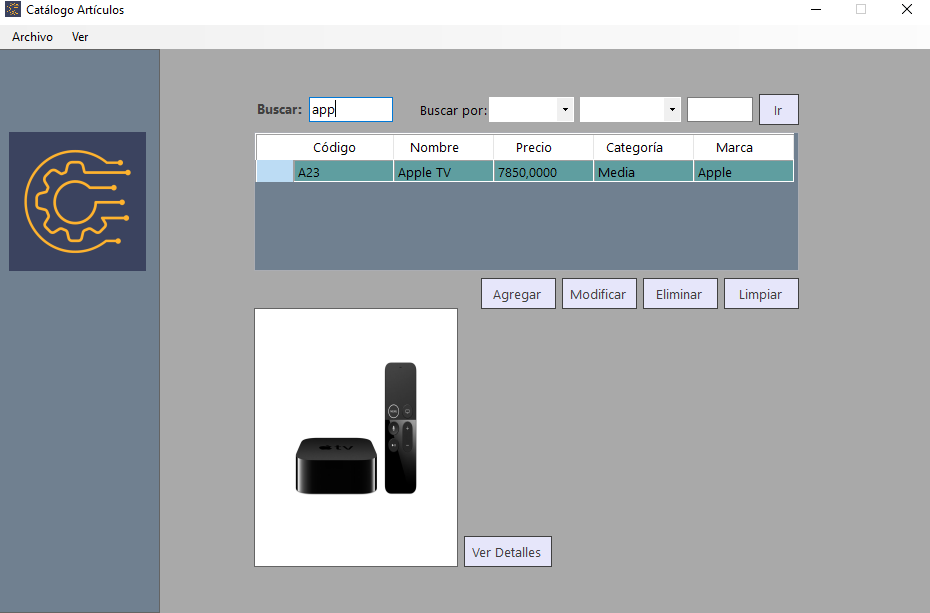 Catálogo Artículos
Archivo Ver
Buscar: app Buscar por: Ir
Código Nombre Precio Categoría Marca
A23 Apple TV 7850,0000 Media Apple
Agregar Modificar Eliminar Limpiar
tv
MENU
Ver Detalles